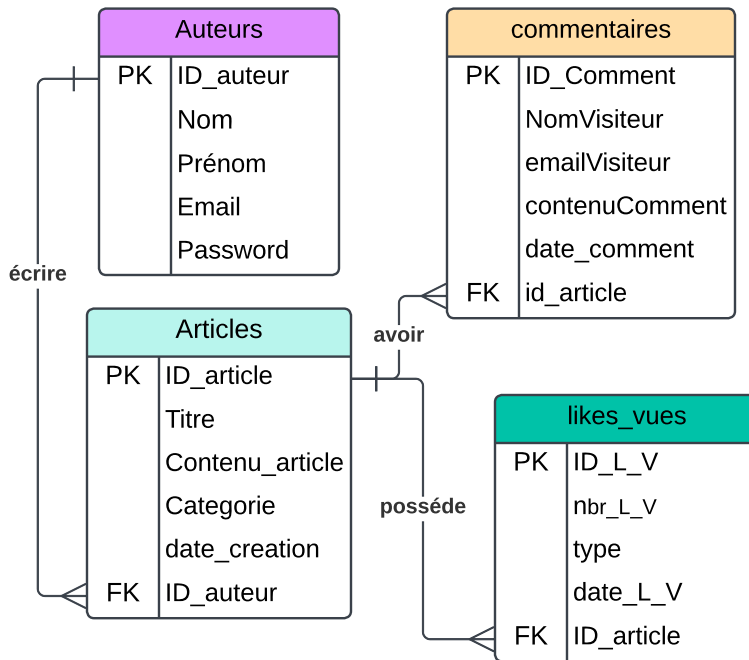 Auteurs
PK ID_auteur
Nom
Prénom
Email
Password
commentaires
PK ID_Comment
NomVisiteur
emailVisiteur
contenuComment
date_comment
FK id_article
écrire
avoir
Articles
PK ID_article
Titre
Contenu_article
Categorie
date_creation
FK ID_auteur
posséde
likes_vues
PK ID_L_V
nbr_L_V
type
date_L_V
FK ID_article